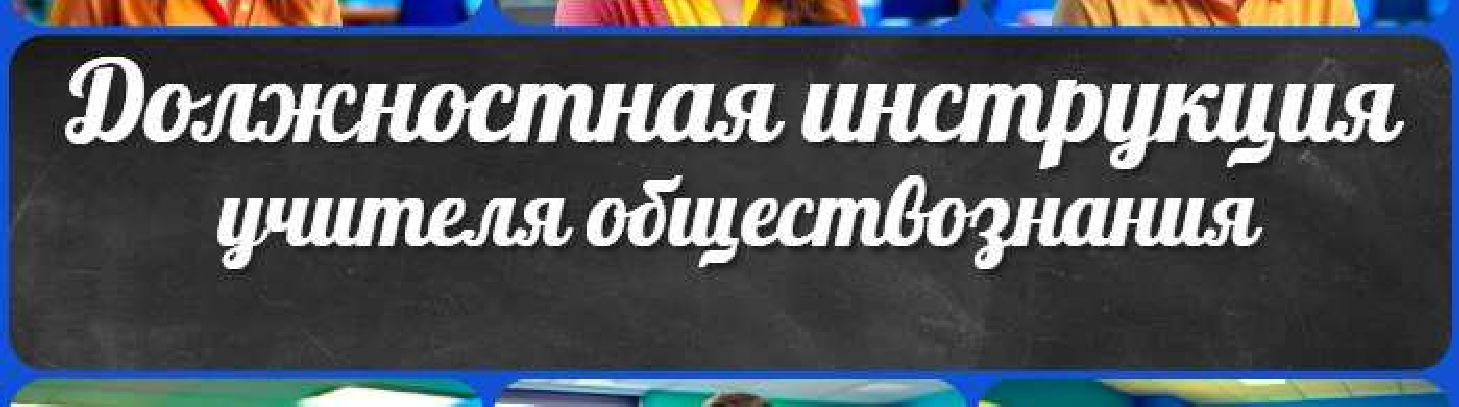 Должностная инструкция
учителя обществознания